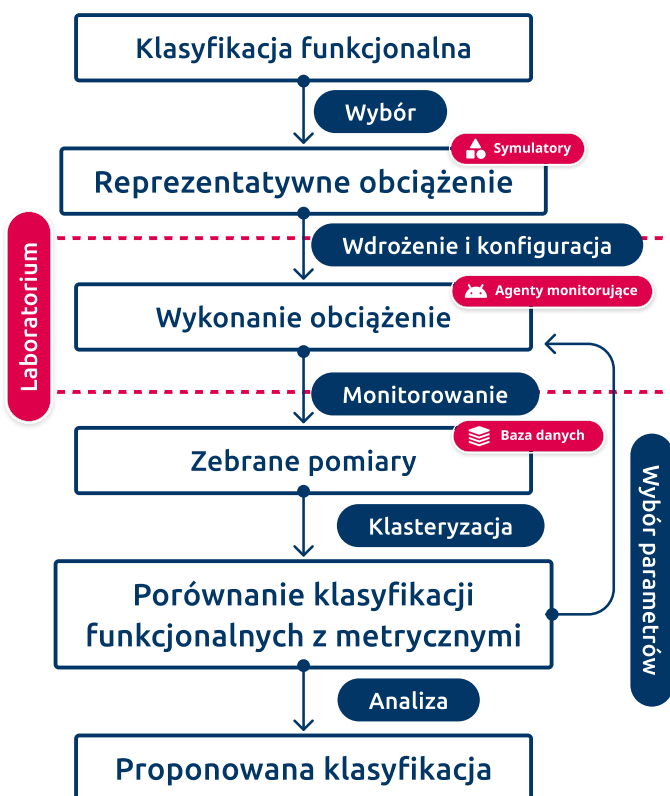 Klasyfikacja funkcjonalna
Wybór
Symulatory
Reprezentatywne obciążenie
Wdrożenie i konfiguracja
Laboratorium
Agenty monitorujące
Wykonanie obciążenie
Monitorowanie
Baza danych
Zebrane pomiary
Klasteryzacja
Wybór parametrów
Porównanie klasyfikacji
funkcjonalnych z metrycznymi
Analiza
Proponowana klasyfikacja